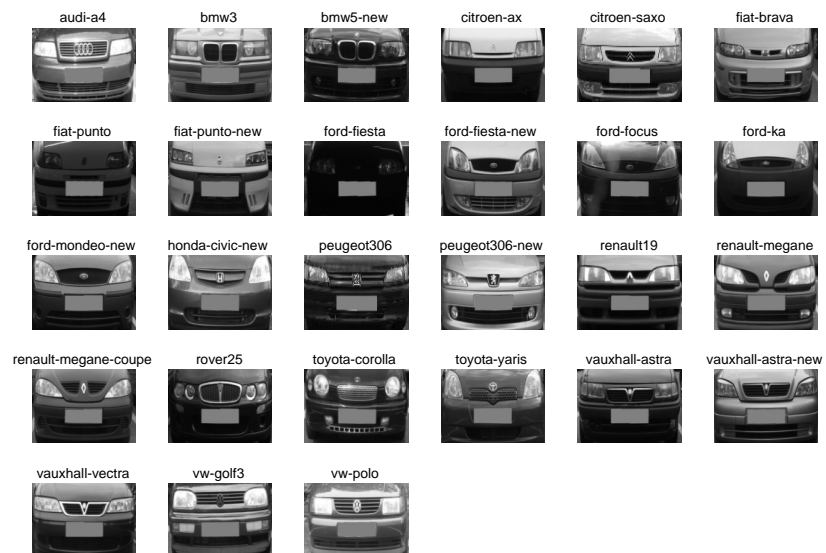 audi-a4 bmw3 bmw5-new citroen-ax citroen-saxo fiat-brava
fiat-punto fiat-punto-new ford-fiesta ford-fiesta-new ford-focus ford-ka
ford-mondeo-new honda-civic-new peugeot306 peugeot306-new renault19 renault-megane
renault-megane-coupe rover25 toyota-corolla toyota-yaris vauxhall-astra vauxhall-astra-new
vauxhall-vectra vw-golf3 vw-polo